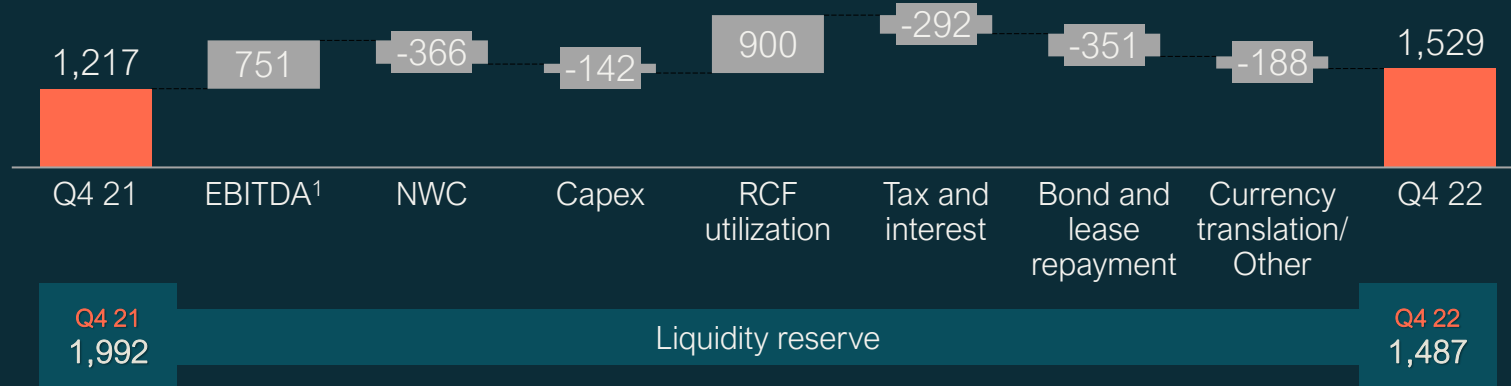 1,217
751
-366
-142
900
-292
-351
-188
1,529
Q4 21
EBITDA¹
NWC
Capex
RCF
utilization
Tax and
interest
Bond and
lease
repayment
Currency
translation/
Other
Q4 22
Q4 21
1,992
Liquidity reserve
Q4 22
1,487